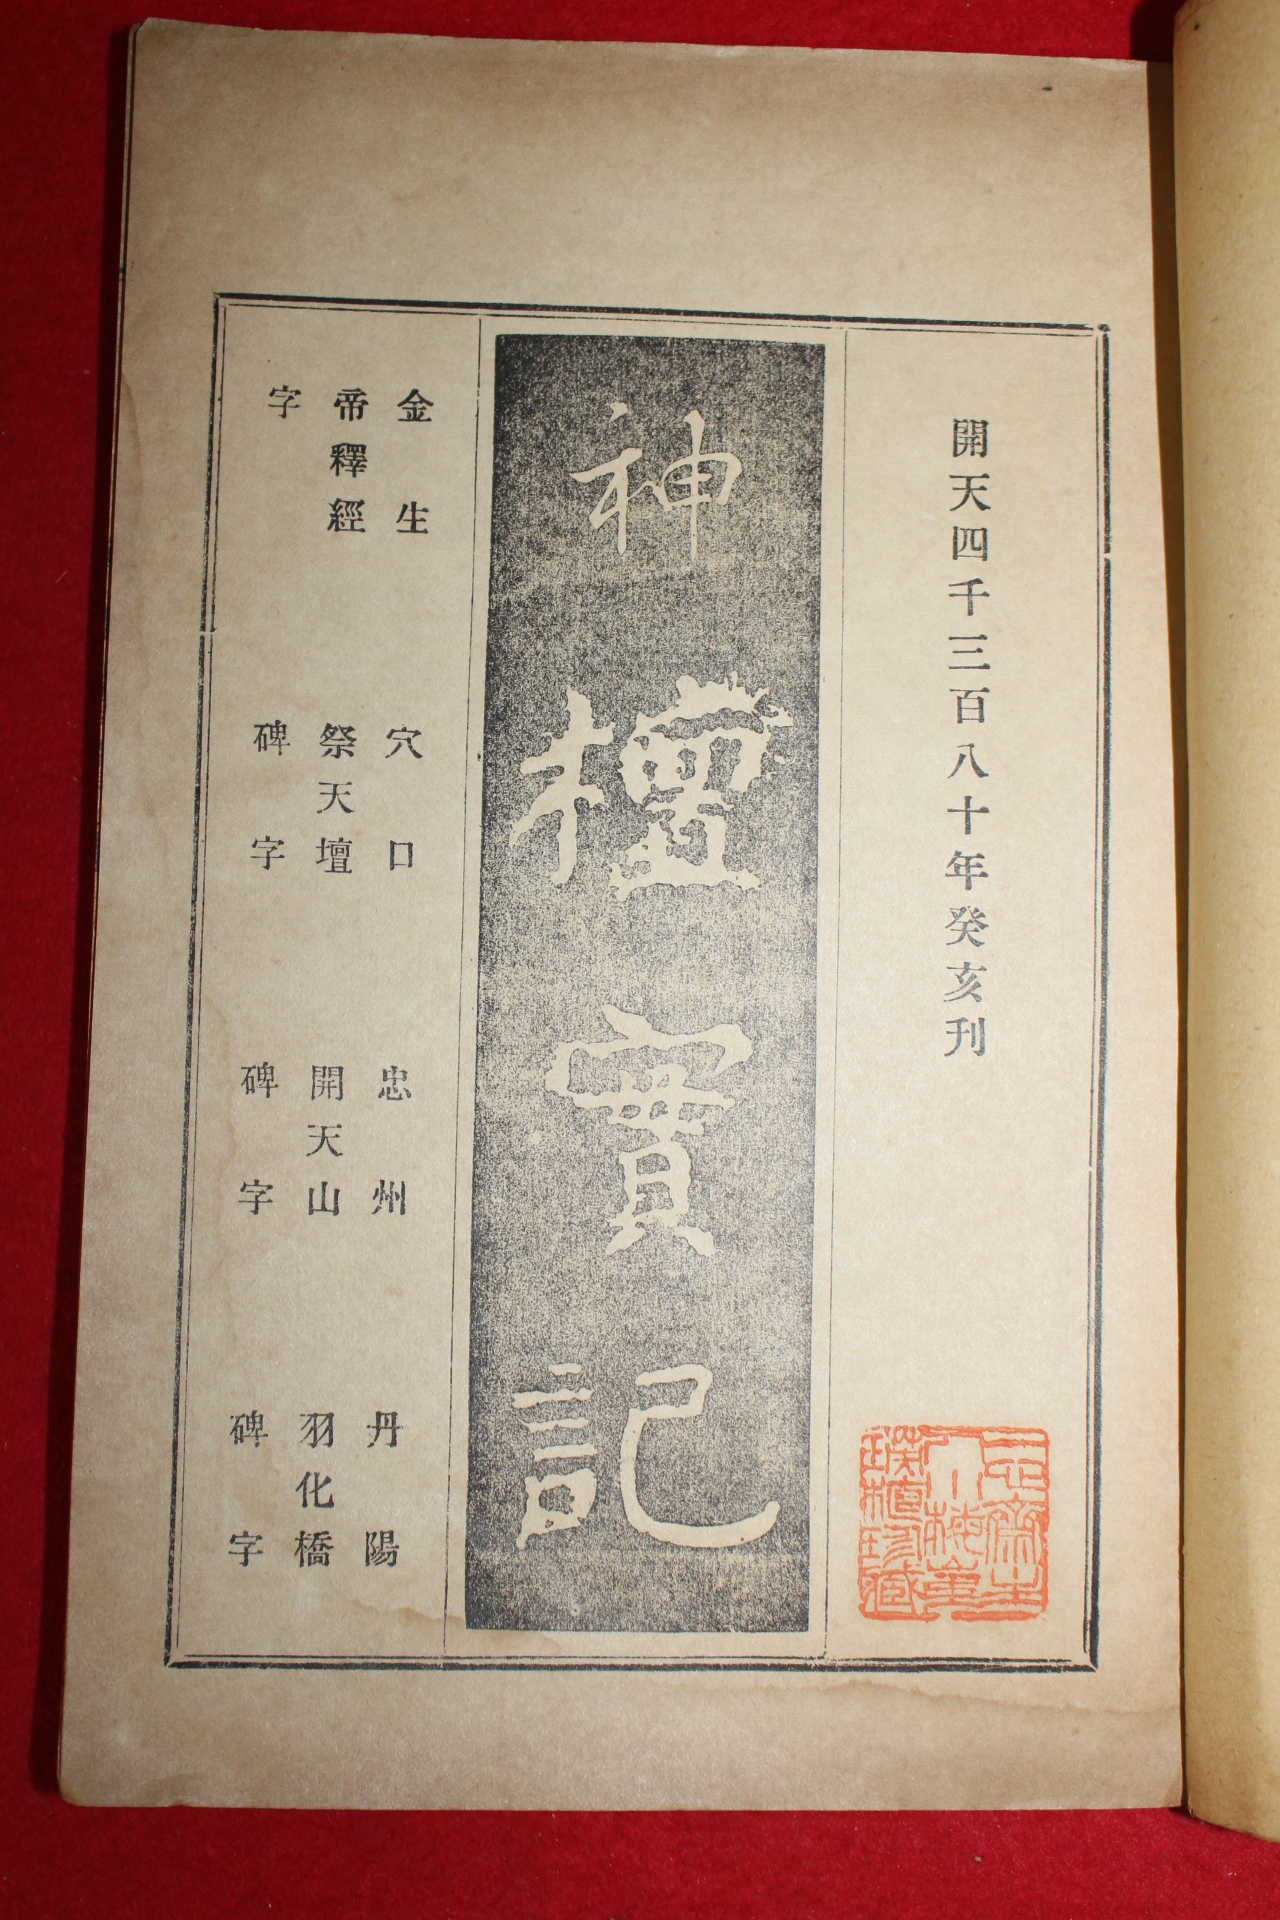 開天四千三百八十年癸亥刊
神檀實記
金生
帝釋經
字
穴口
祭天壇
碑字
忠州
開天山
碑字
丹陽
羽化橋
碑字